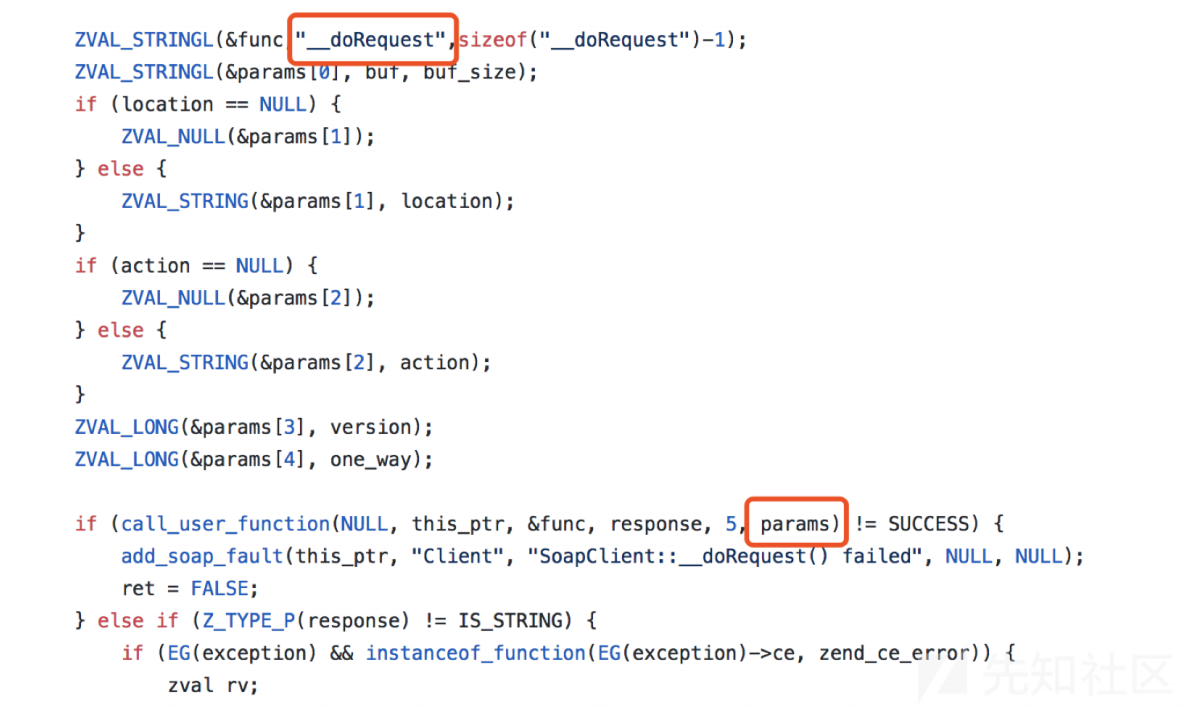 ZVAL_STRINGL(&func,"__doRequest",sizeof("__doRequest")-1);
ZVAL_STRINGL(&params[0], buf, buf_size);
if (location == NULL) {
    ZVAL_NULL(&params[1]);
} else {
    ZVAL_STRING(&params[1], location);
}
if (action == NULL) {
    ZVAL_NULL(&params[2]);
} else {
    ZVAL_STRING(&params[2], action);
}
ZVAL_LONG(&params[3], version);
ZVAL_LONG(&params[4], one_way);

if (call_user_function(NULL, this_ptr, &func, response, 5, params) != SUCCESS) {
    add_soap_fault(this_ptr, "Client", "SoapClient::__doRequest() failed", NULL, NULL);
    ret = FALSE;
} else if (Z_TYPE_P(response) != IS_STRING) {
    if (EG(exception) && instanceof_function(EG(exception)->ce, zend_ce_error)) {
        zval rv;
先知社区